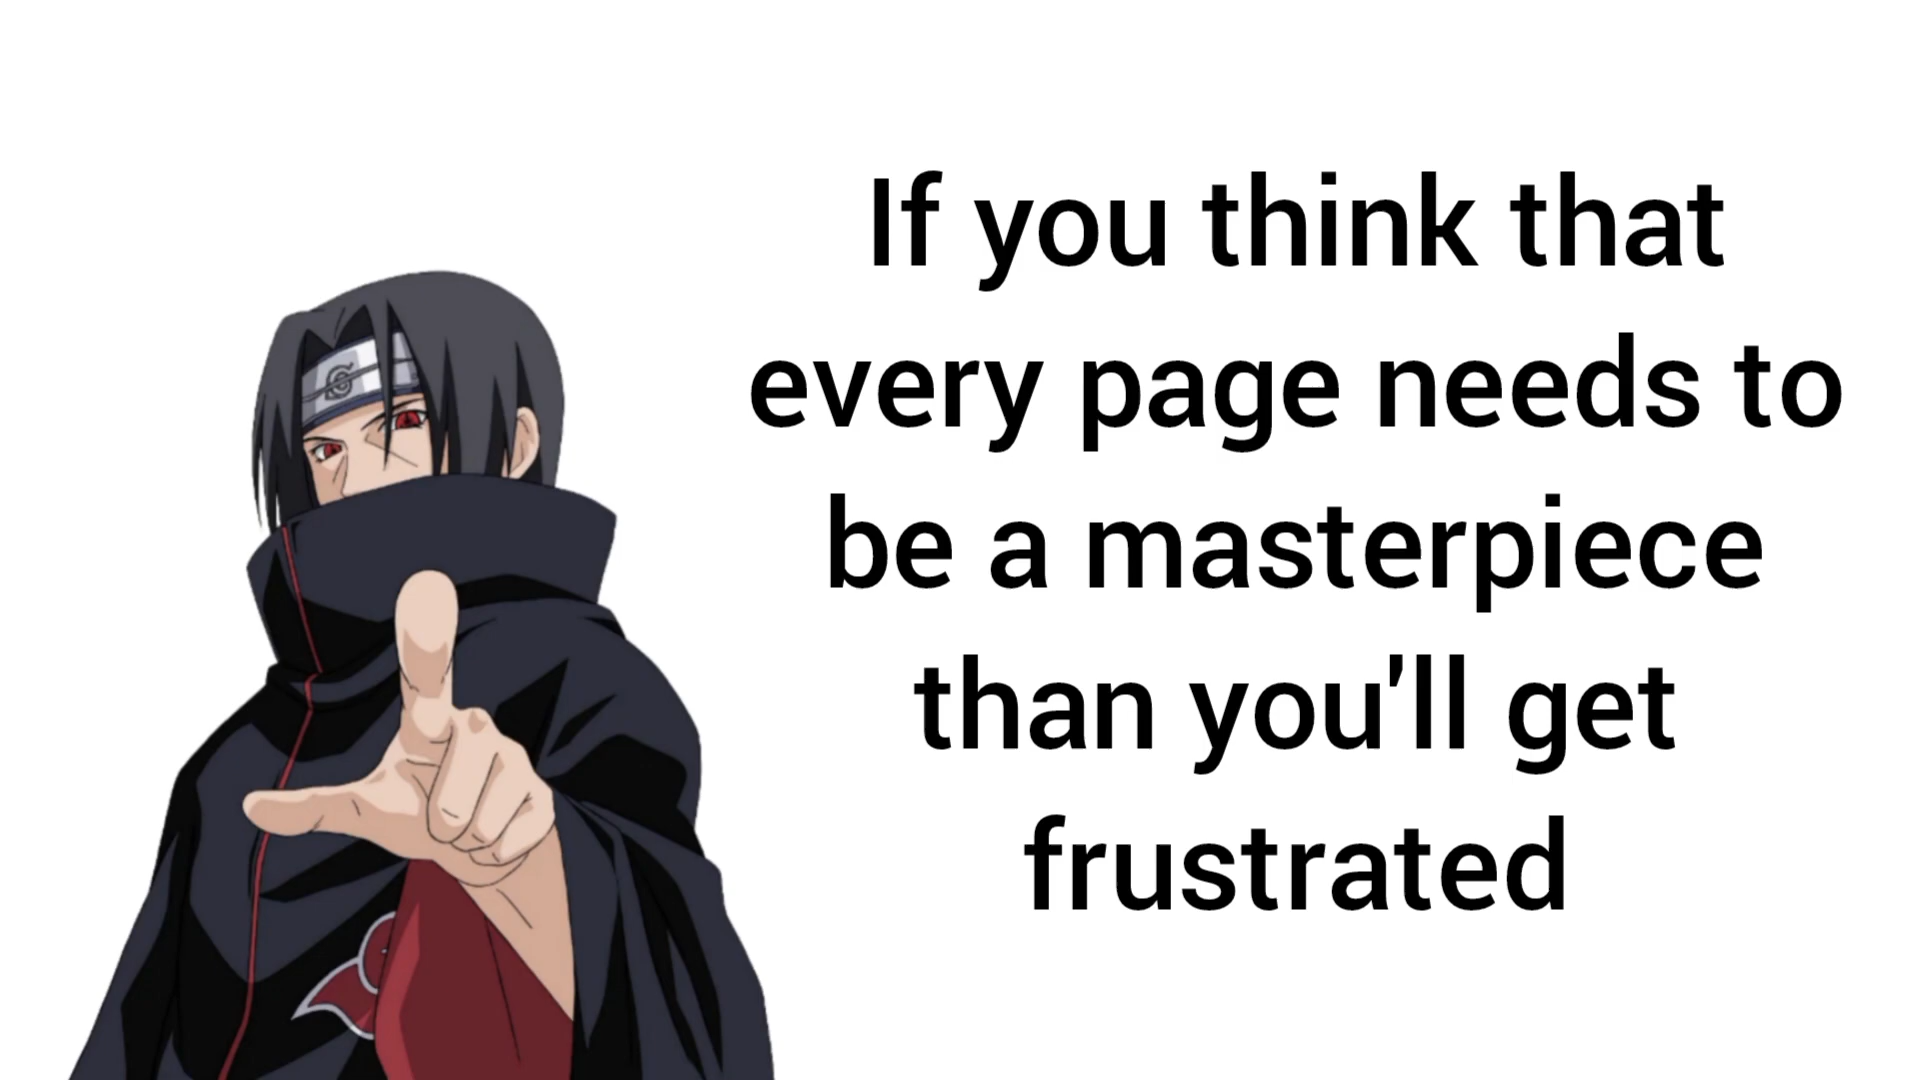 If you think that
every page needs to
be a masterpiece
than you'll get
frustrated